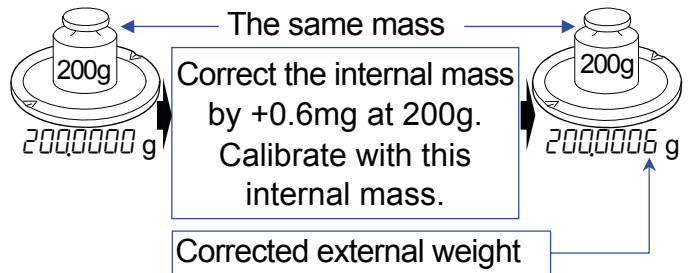 The same mass
200g
200g
Correct the internal mass
by +0.6mg at 200g.
Calibrate with this
internal mass.
200.0000 g
200.0006 g
Corrected external weight